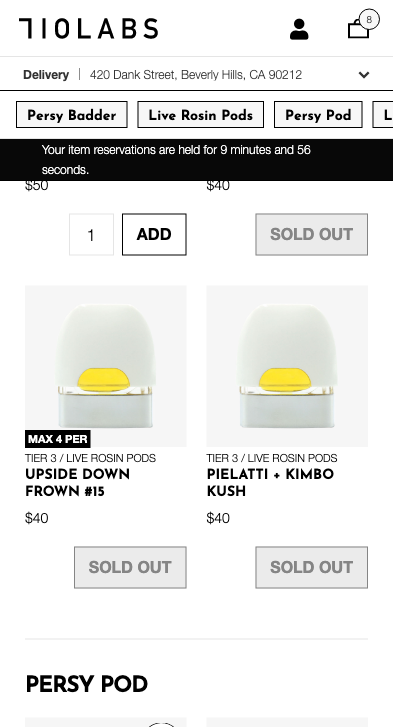 710LABS
8
Delivery | 420 Dank Street, Beverly Hills, CA 90212
Persy Badder
Live Rosin Pods
Persy Pod
L
Your item reservations are held for 9 minutes and 56
seconds.
$50
$40
1
ADD
SOLD OUT
MAX 4 PER
TIER 3 / LIVE ROSIN PODS
UPSIDE DOWN
FROWN #15
$40
SOLD OUT
TIER 3 / LIVE ROSIN PODS
PIELATTI + KIMBO
KUSH
$40
SOLD OUT
PERSY POD